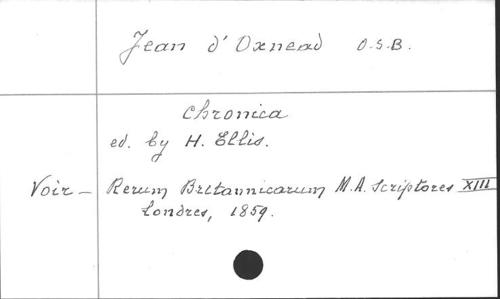 Jean d'Oxnead O.S.B.
Chronica
ed. by H. Ellis.
Voir - Rerum Britannicarum M.A. Scriptores XIII
Londres, 1859.